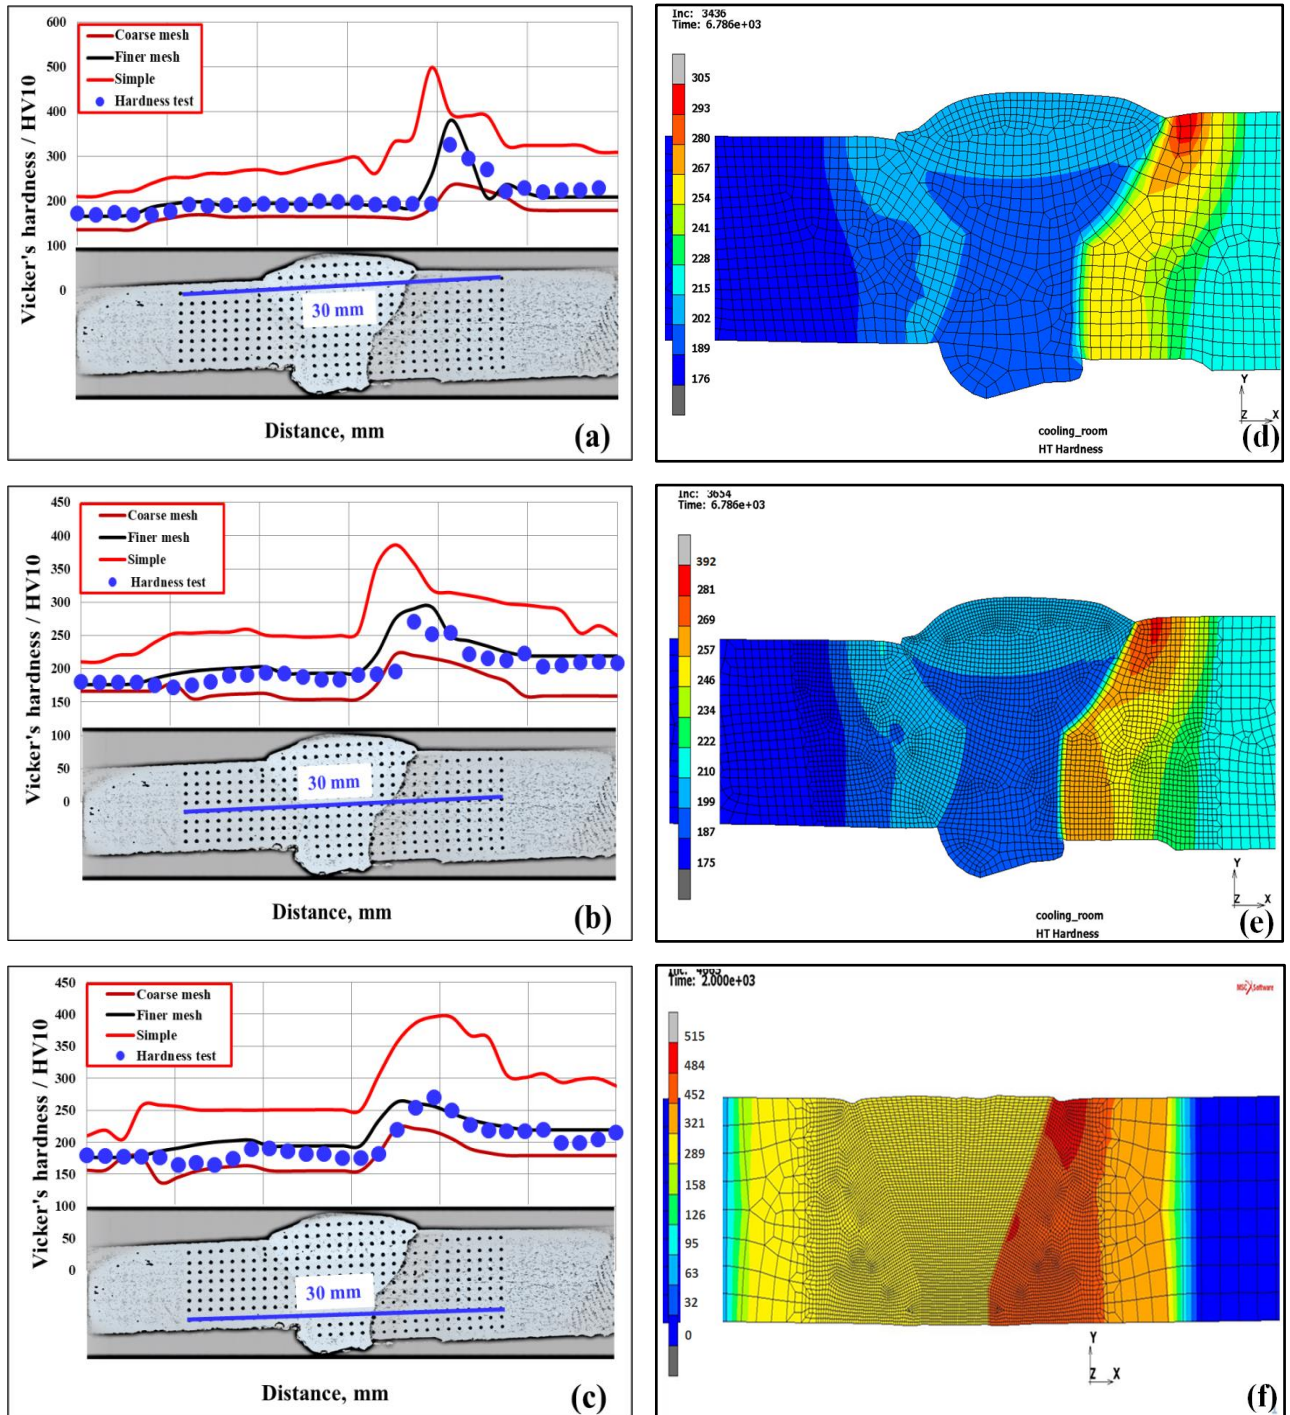 600
500
400
300
200
100
0
Coarse mesh
Finer mesh
Simple
Hardness test
Vicker's hardness / HV10
30 mm
Distance, mm
(a)
Inc: 3436
Time: 6.786e+03
305
293
280
267
254
241
228
215
202
189
176
Y
Z X
cooling_room
HT Hardness
(d)
450
400
350
300
250
200
150
100
50
0
Coarse mesh
Finer mesh
Simple
Hardness test
Vicker's hardness / HV10
30 mm
Distance, mm
(b)
Inc: 3654
Time: 6.786e+03
392
281
269
257
246
234
222
210
199
187
175
Y
Z X
cooling_room
HT Hardness
(e)
450
400
350
300
250
200
150
100
50
0
Coarse mesh
Finer mesh
Simple
Hardness test
Vicker's hardness / HV10
30 mm
Distance, mm
(c)
Time: 2.000e+03
MSC Software
515
484
452
321
289
158
126
95
63
32
0
Y
Z X
(f)